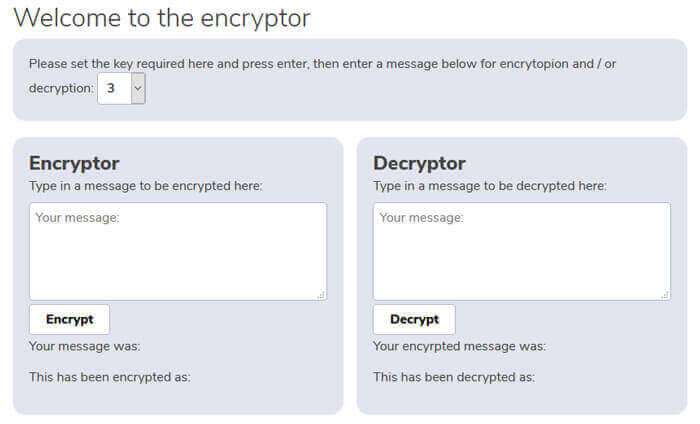 Welcome to the encryptor
Please set the key required here and press enter, then enter a message below for encrytopion and / or
decryption: 3
Encryptor
Type in a message to be encrypted here:
Your message:
Encrypt
Your message was:
This has been encrypted as:
Decryptor
Type in a message to be decrypted here:
Your message:
Decrypt
Your encyrpted message was:
This has been decrypted as: